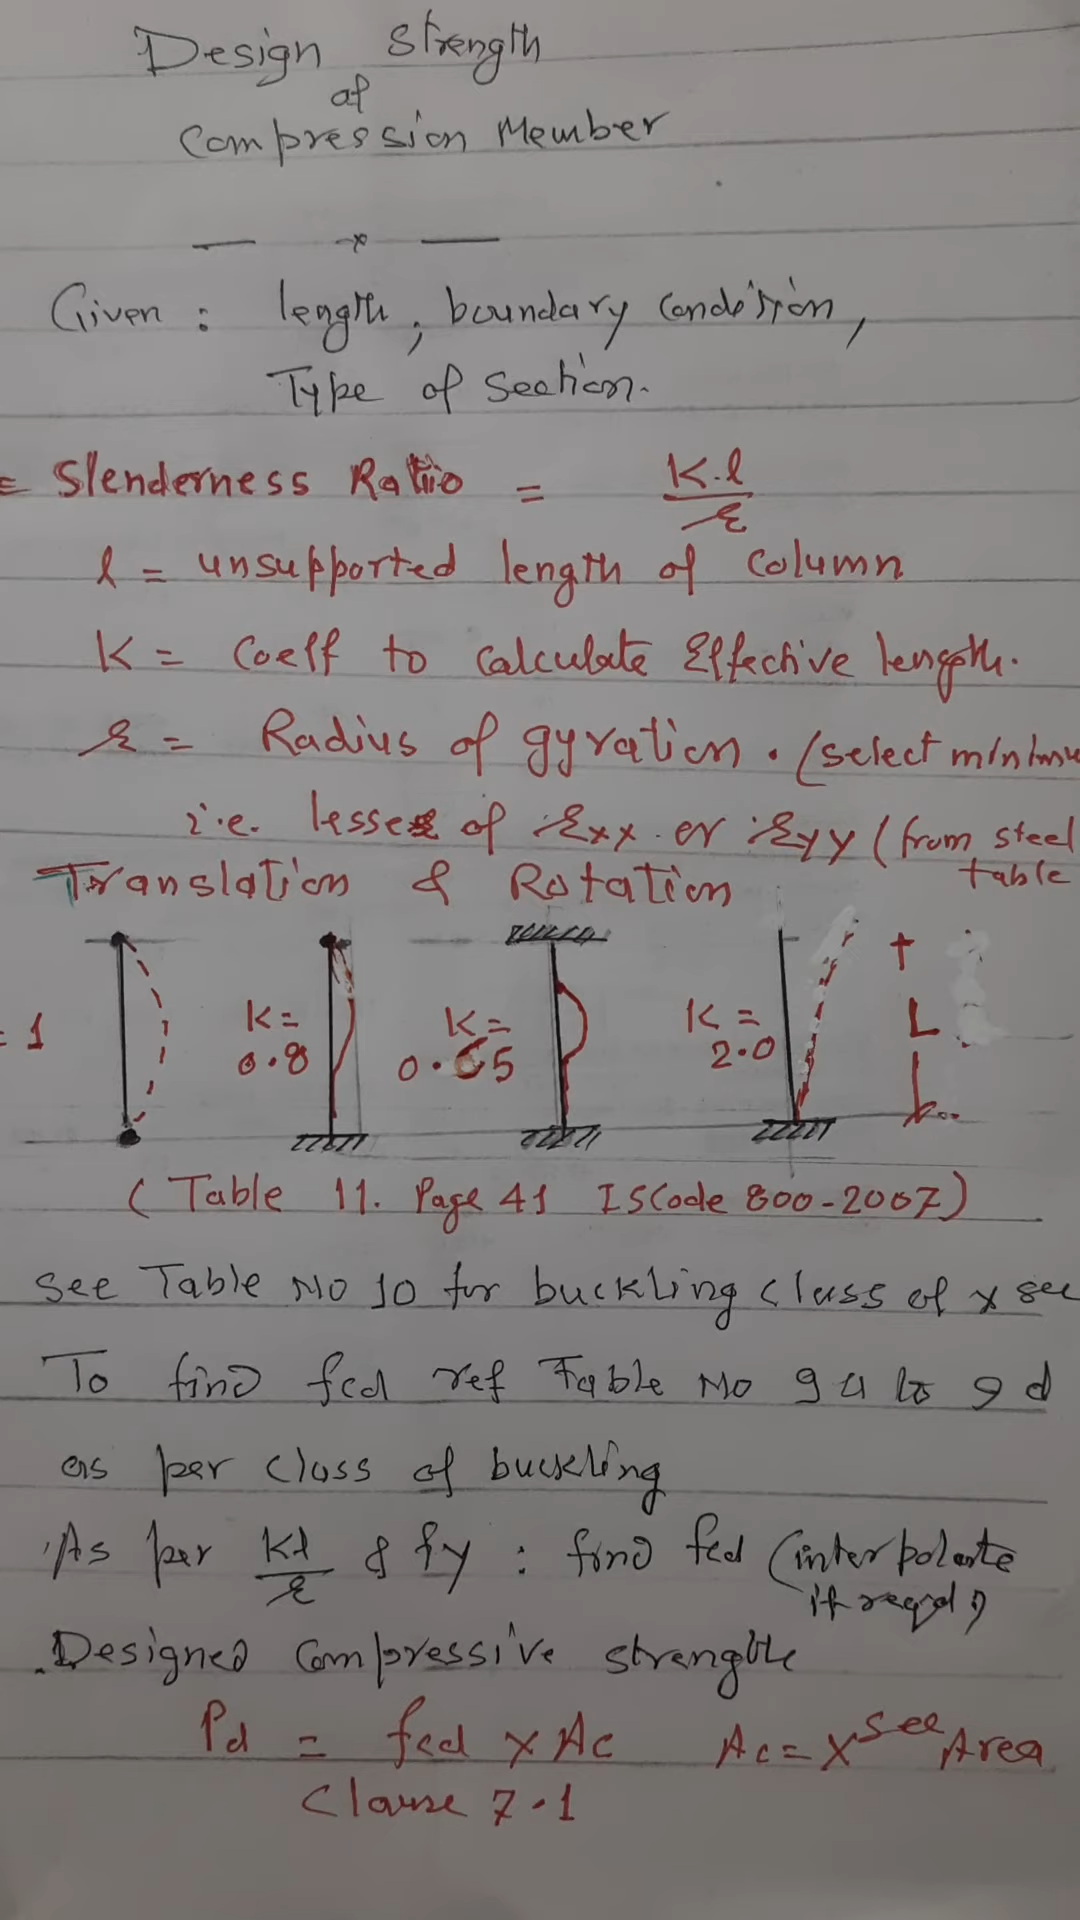 Design Strength
of
Compression Member
— x —
Given : length, boundary condition,
Type of Section.
= Slenderness Ratio = K.l / r
l = unsupported length of Column
K = Coeff to Calculate Effective length.
r = Radius of gyration. (select minimu
i.e. lesser of rxx or ryy (from steel
table
Translation & Rotation
= 1
K = 0.8
K = 0.65
K = 2.0
(Table 11. Page 41 IS Code 800-2007)
See Table No 10 for buckling class of x sec
To find fcd ref Table No 9a to 9d
as per class of buckling
As per Kl / r & fy : find fcd (interpolate
if reqd)
Designed Compressive strength
Pd = fcd x Ac Ac = x sec Area
Clause 7.1